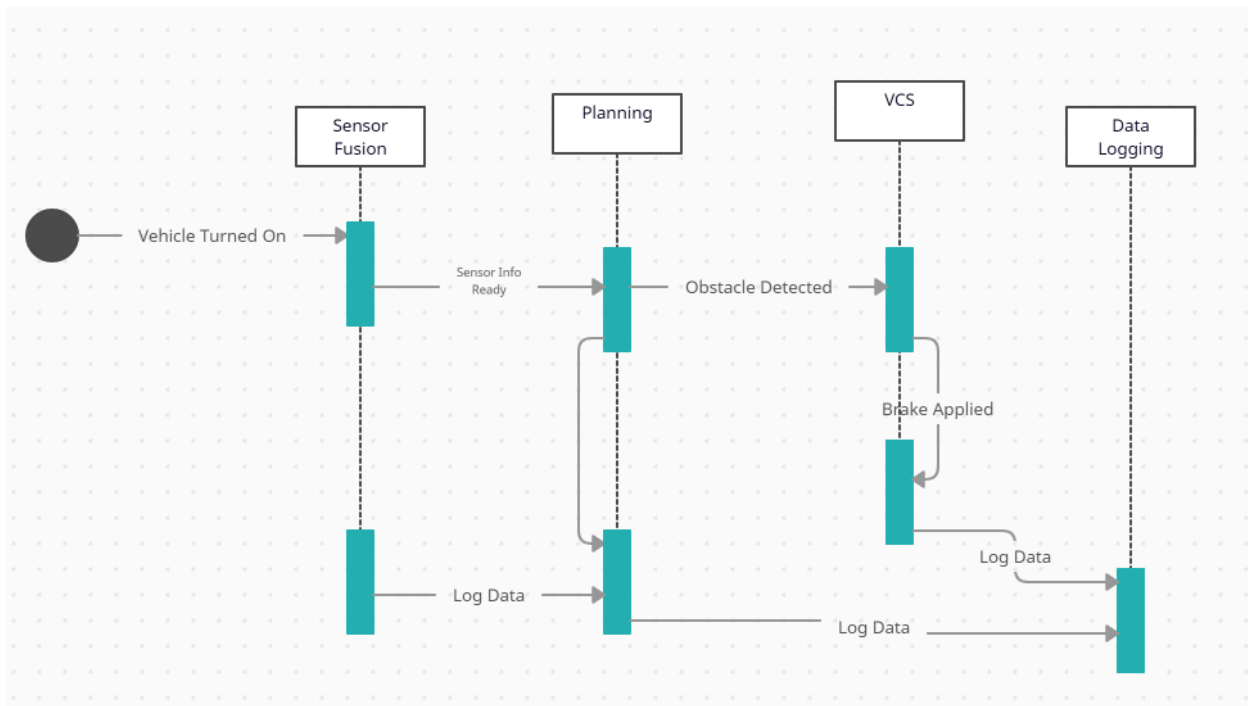 VCS
Planning
Sensor
Fusion
Data
Logging
Vehicle Turned On
Sensor Info
Ready
Obstacle Detected
Brake Applied
Log Data
Log Data
Log Data